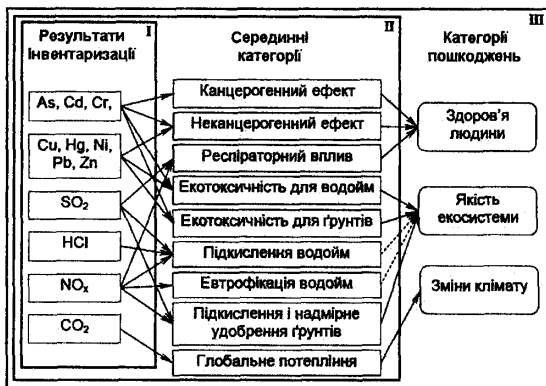 I
II
III
Результати
інвентаризації
Серединні
категорії
Категорії
пошкоджень
As, Cd, Cr,
Cu, Hg, Ni,
Pb, Zn
SO₂
HCl
NOₓ
CO₂
Канцерогенний ефект
Неканцерогенний ефект
Респіраторний вплив
Екотоксичність для водойм
Екотоксичність для ґрунтів
Підкислення водойм
Евтрофікація водойм
Підкислення і надмірне
удобрення ґрунтів
Глобальне потепління
Здоров'я
людини
Якість
екосистеми
Зміни клімату